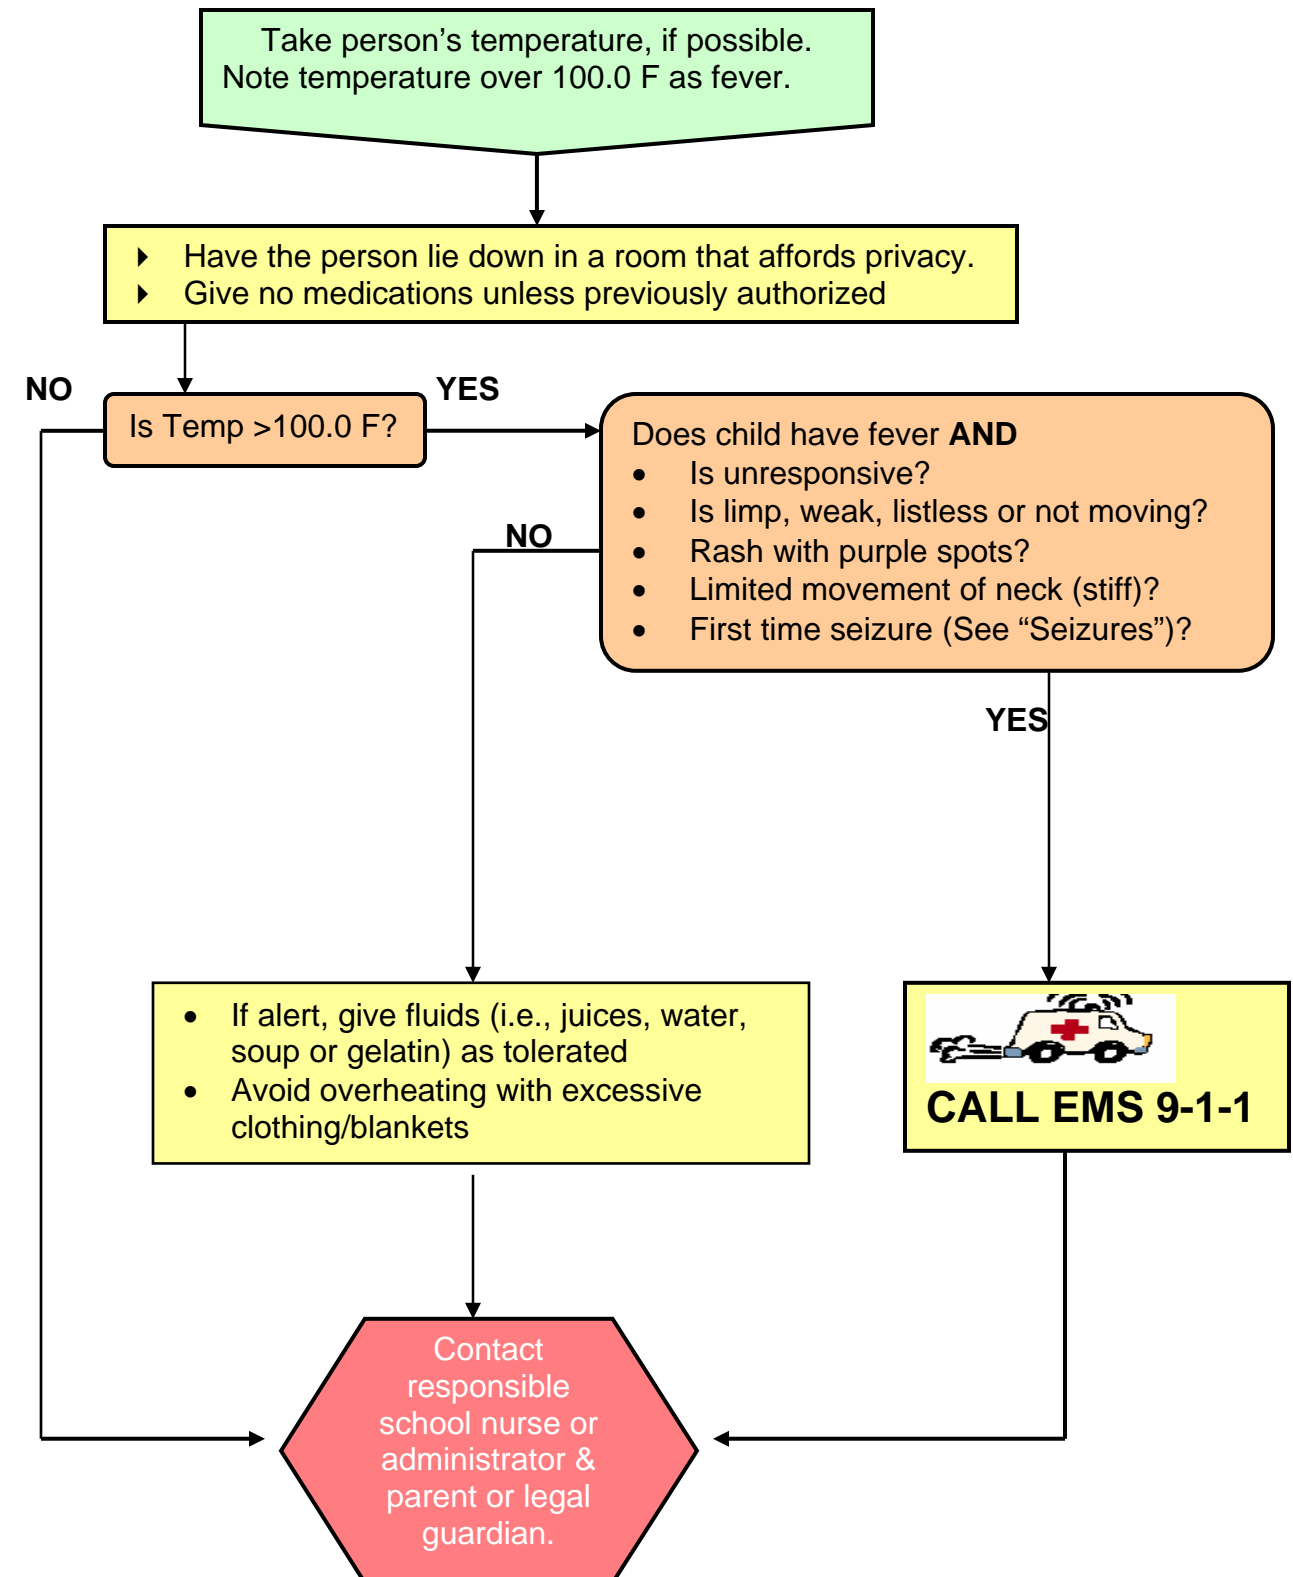 Take person’s temperature, if possible.
Note temperature over 100.0 F as fever.
Have the person lie down in a room that affords privacy.
Give no medications unless previously authorized
NO
YES
Is Temp >100.0 F?
Does child have fever AND
• Is unresponsive?
• Is limp, weak, listless or not moving?
• Rash with purple spots?
• Limited movement of neck (stiff)?
• First time seizure (See “Seizures”)?
NO
YES
• If alert, give fluids (i.e., juices, water,
soup or gelatin) as tolerated
• Avoid overheating with excessive
clothing/blankets
CALL EMS 9-1-1
Contact
responsible
school nurse or
administrator &
parent or legal
guardian.